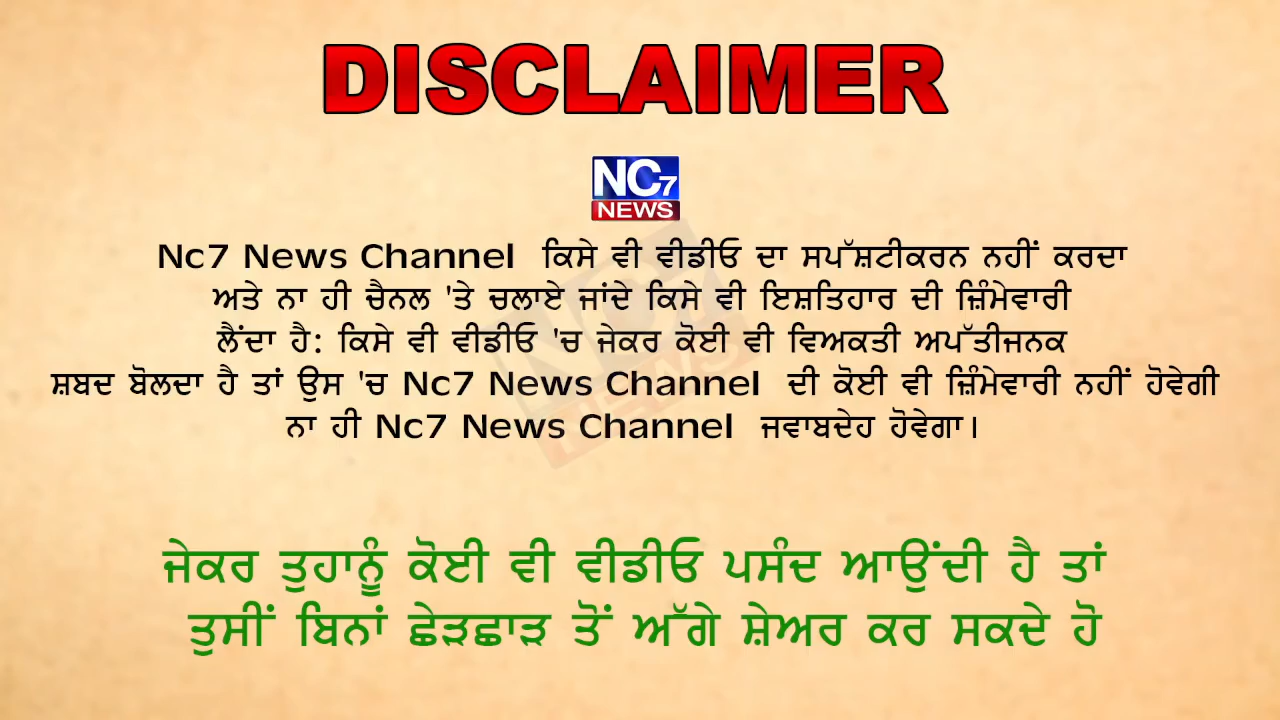 DISCLAIMER
NC7
NEWS
Nc7 News Channel ਕਿਸੇ ਵੀ ਵੀਡੀਓ ਦਾ ਸਪੱਸ਼ਟੀਕਰਨ ਨਹੀਂ ਕਰਦਾ
ਅਤੇ ਨਾ ਹੀ ਚੈਨਲ 'ਤੇ ਚਲਾਏ ਜਾਂਦੇ ਕਿਸੇ ਵੀ ਇਸ਼ਤਿਹਾਰ ਦੀ ਜ਼ਿੰਮੇਵਾਰੀ
ਲੈਂਦਾ ਹੈ: ਕਿਸੇ ਵੀ ਵੀਡੀਓ 'ਚ ਜੇਕਰ ਕੋਈ ਵੀ ਵਿਅਕਤੀ ਅਪੱਤੀਜਨਕ
ਸ਼ਬਦ ਬੋਲਦਾ ਹੈ ਤਾਂ ਉਸ 'ਚ Nc7 News Channel ਦੀ ਕੋਈ ਵੀ ਜ਼ਿੰਮੇਵਾਰੀ ਨਹੀਂ ਹੋਵੇਗੀ
ਨਾ ਹੀ Nc7 News Channel ਜਵਾਬਦੇਹ ਹੋਵੇਗਾ।
ਜੇਕਰ ਤੁਹਾਨੂੰ ਕੋਈ ਵੀ ਵੀਡੀਓ ਪਸੰਦ ਆਉਂਦੀ ਹੈ ਤਾਂ
ਤੁਸੀਂ ਬਿਨਾਂ ਛੇੜਛਾੜ ਤੋਂ ਅੱਗੇ ਸ਼ੇਅਰ ਕਰ ਸਕਦੇ ਹੋ